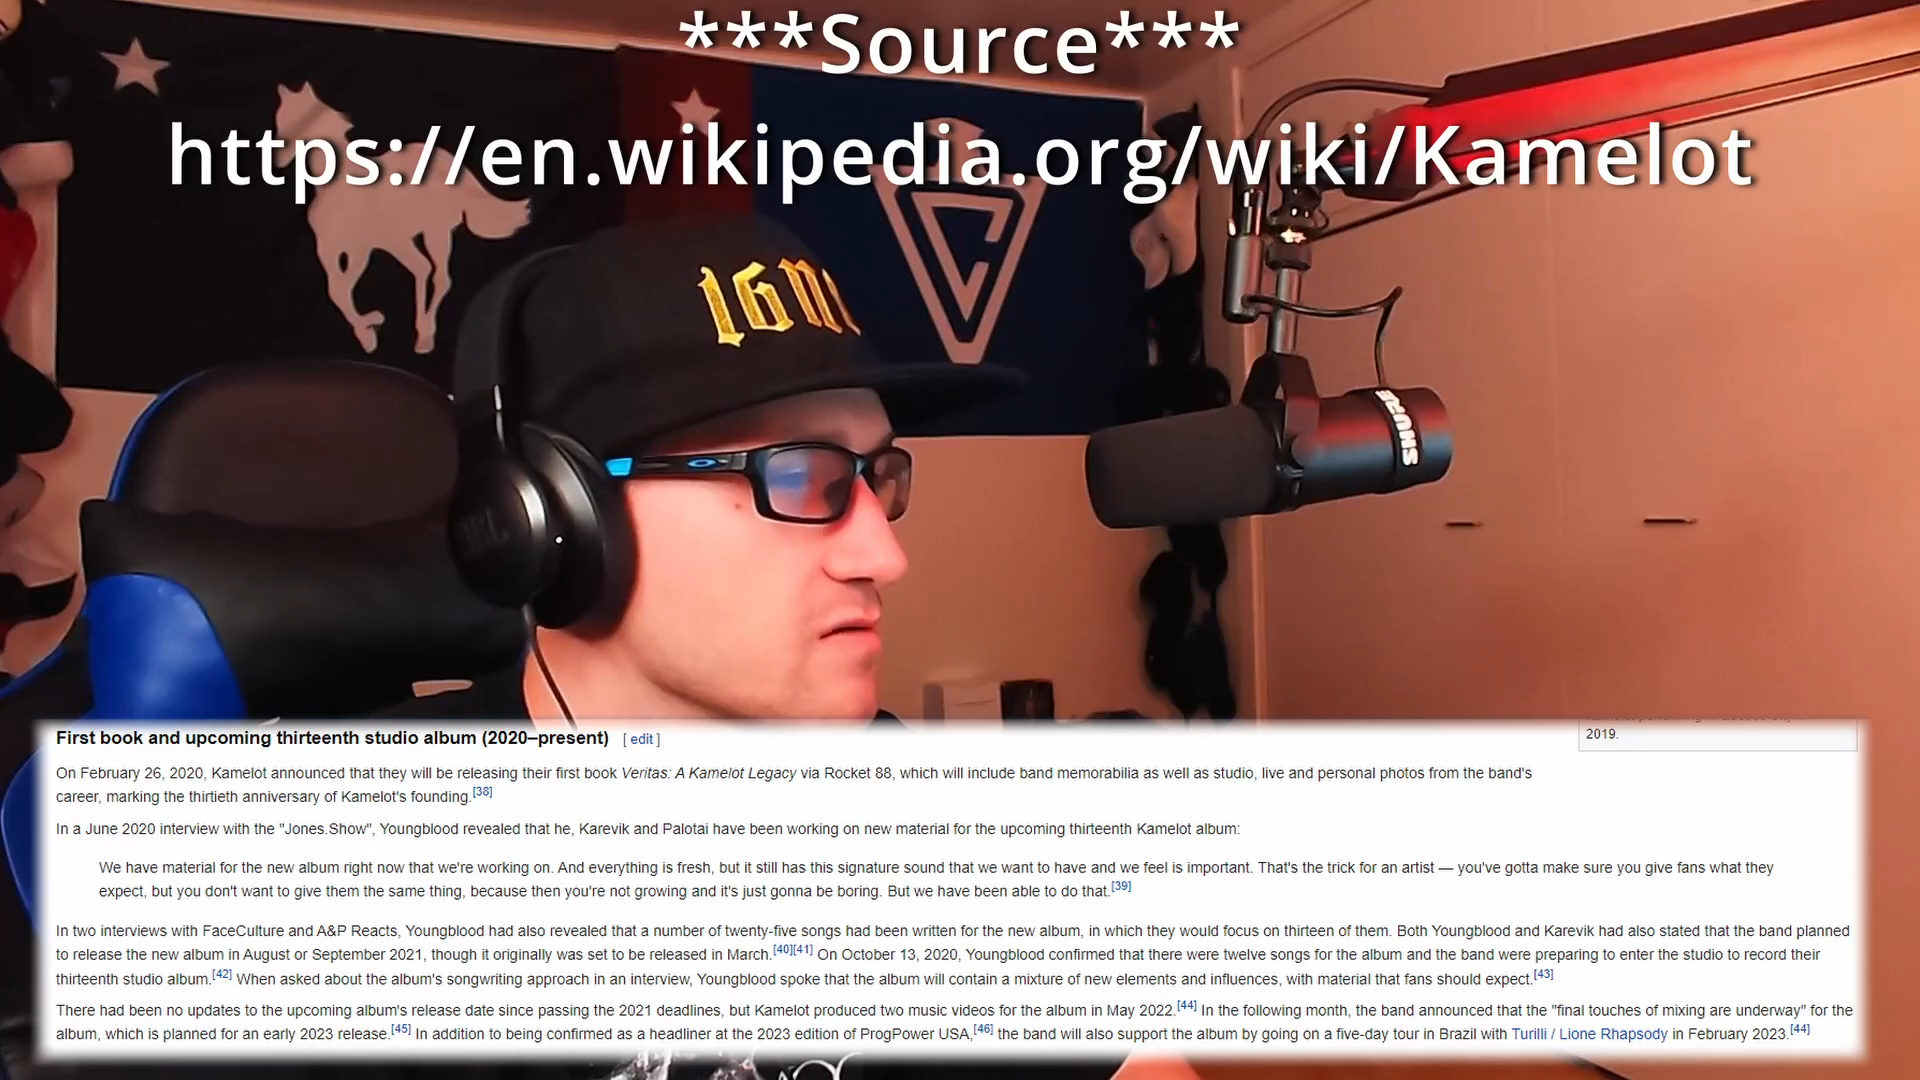 ***Source***
https://en.wikipedia.org/wiki/Kamelot
SHURE
First book and upcoming thirteenth studio album (2020–present) [ edit ]
2019.
On February 26, 2020, Kamelot announced that they will be releasing their first book Veritas: A Kamelot Legacy via Rocket 88, which will include band memorabilia as well as studio, live and personal photos from the band's
career, marking the thirtieth anniversary of Kamelot's founding.[38]
In a June 2020 interview with the "Jones.Show", Youngblood revealed that he, Karevik and Palotai have been working on new material for the upcoming thirteenth Kamelot album:
We have material for the new album right now that we're working on. And everything is fresh, but it still has this signature sound that we want to have and we feel is important. That's the trick for an artist — you've gotta make sure you give fans what they
expect, but you don't want to give them the same thing, because then you're not growing and it's just gonna be boring. But we have been able to do that.[39]
In two interviews with FaceCulture and A&P Reacts, Youngblood had also revealed that a number of twenty-five songs had been written for the new album, in which they would focus on thirteen of them. Both Youngblood and Karevik had also stated that the band planned
to release the new album in August or September 2021, though it originally was set to be released in March.[40][41] On October 13, 2020, Youngblood confirmed that there were twelve songs for the album and the band were preparing to enter the studio to record their
thirteenth studio album.[42] When asked about the album's songwriting approach in an interview, Youngblood spoke that the album will contain a mixture of new elements and influences, with material that fans should expect.[43]
There had been no updates to the upcoming album's release date since passing the 2021 deadlines, but Kamelot produced two music videos for the album in May 2022.[44] In the following month, the band announced that the "final touches of mixing are underway" for the
album, which is planned for an early 2023 release.[45] In addition to being confirmed as a headliner at the 2023 edition of ProgPower USA,[46] the band will also support the album by going on a five-day tour in Brazil with Turilli / Lione Rhapsody in February 2023.[44]